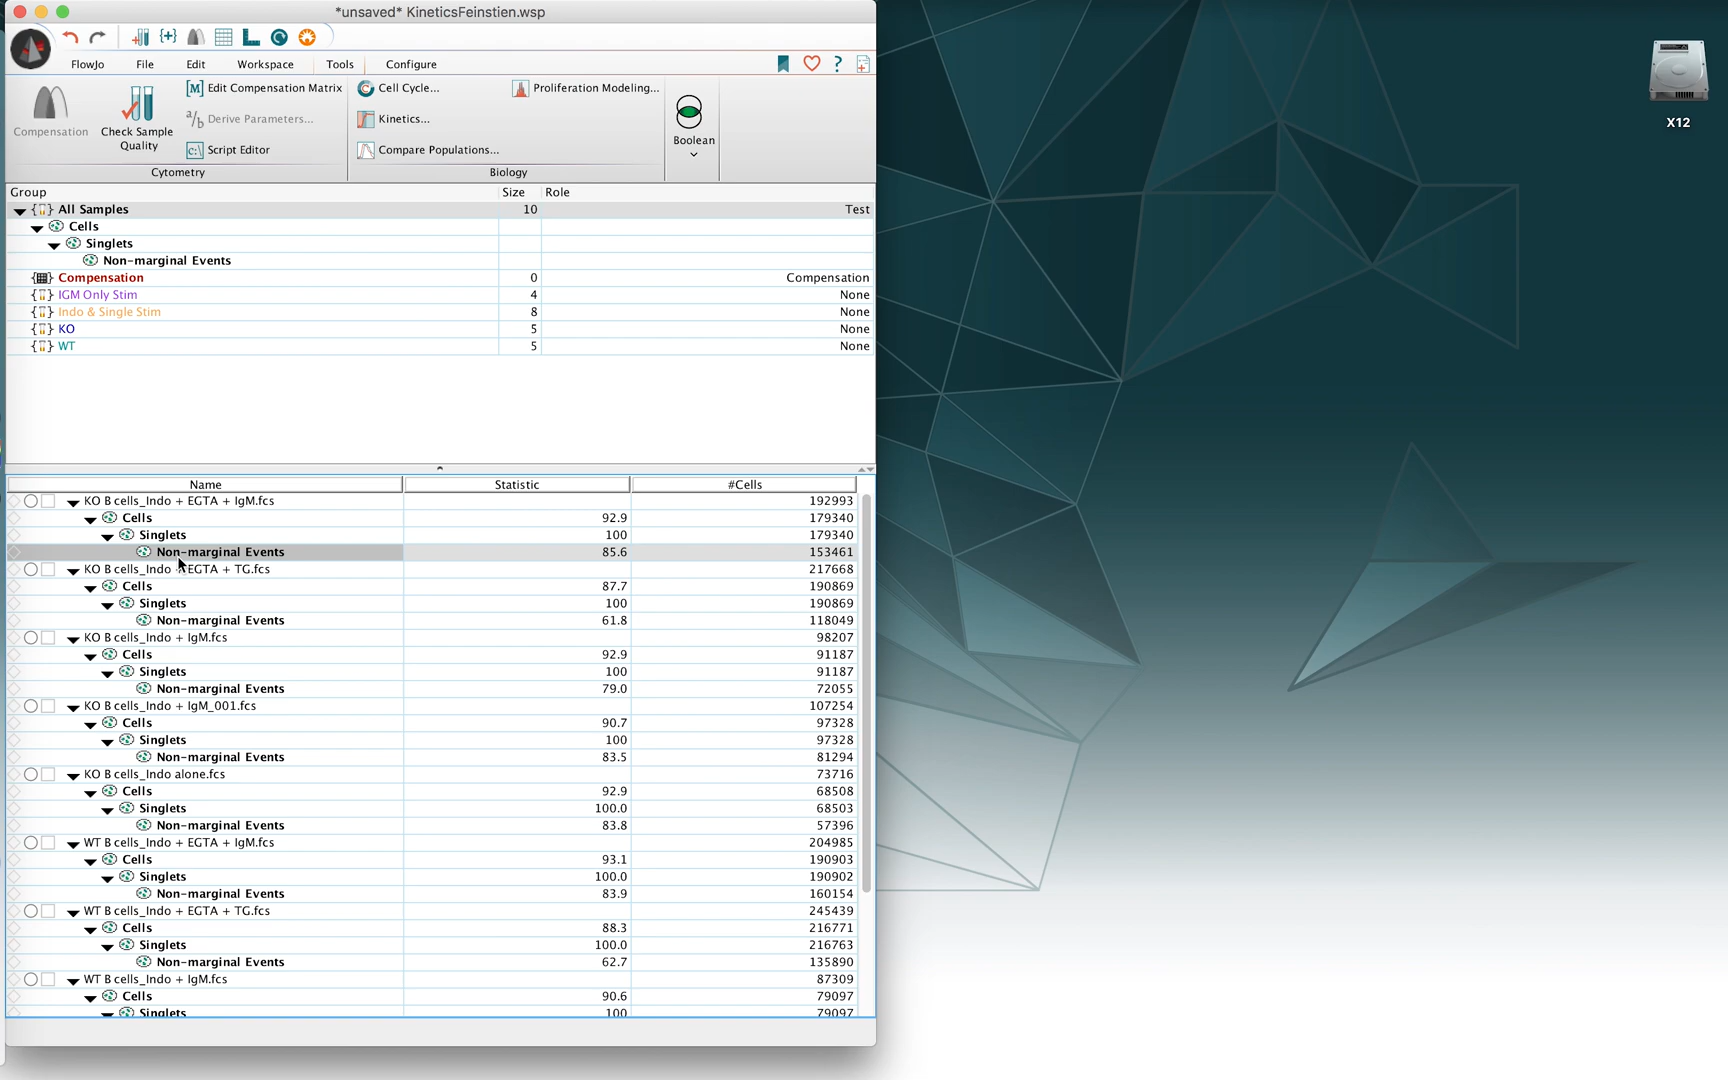 *unsaved* KineticsFeinstien.wsp
FlowJo File Edit Workspace Tools Configure ?
Compensation
Check Sample
Quality
[M] Edit Compensation Matrix
a/b Derive Parameters...
c:\ Script Editor
Cytometry
Cell Cycle...
Kinetics...
Compare Populations...
Proliferation Modeling...
Biology
Boolean
Group Size Role
All Samples 10 Test
Cells
Singlets
Non-marginal Events
Compensation 0 Compensation
IGM Only Stim 4 None
Indo & Single Stim 8 None
KO 5 None
WT 5 None
Name Statistic #Cells
KO B cells_Indo + EGTA + IgM.fcs 192993
Cells 92.9 179340
Singlets 100 179340
Non-marginal Events 85.6 153461
KO B cells_Indo + EGTA + TG.fcs 217668
Cells 87.7 190869
Singlets 100 190869
Non-marginal Events 61.8 118049
KO B cells_Indo + IgM.fcs 98207
Cells 92.9 91187
Singlets 100 91187
Non-marginal Events 79.0 72055
KO B cells_Indo + IgM_001.fcs 107254
Cells 90.7 97328
Singlets 100 97328
Non-marginal Events 83.5 81294
KO B cells_Indo alone.fcs 73716
Cells 92.9 68508
Singlets 100.0 68503
Non-marginal Events 83.8 57396
WT B cells_Indo + EGTA + IgM.fcs 204985
Cells 93.1 190903
Singlets 100.0 190902
Non-marginal Events 83.9 160154
WT B cells_Indo + EGTA + TG.fcs 245439
Cells 88.3 216771
Singlets 100.0 216763
Non-marginal Events 62.7 135890
WT B cells_Indo + IgM.fcs 87309
Cells 90.6 79097
Singlets 100 79097
X12